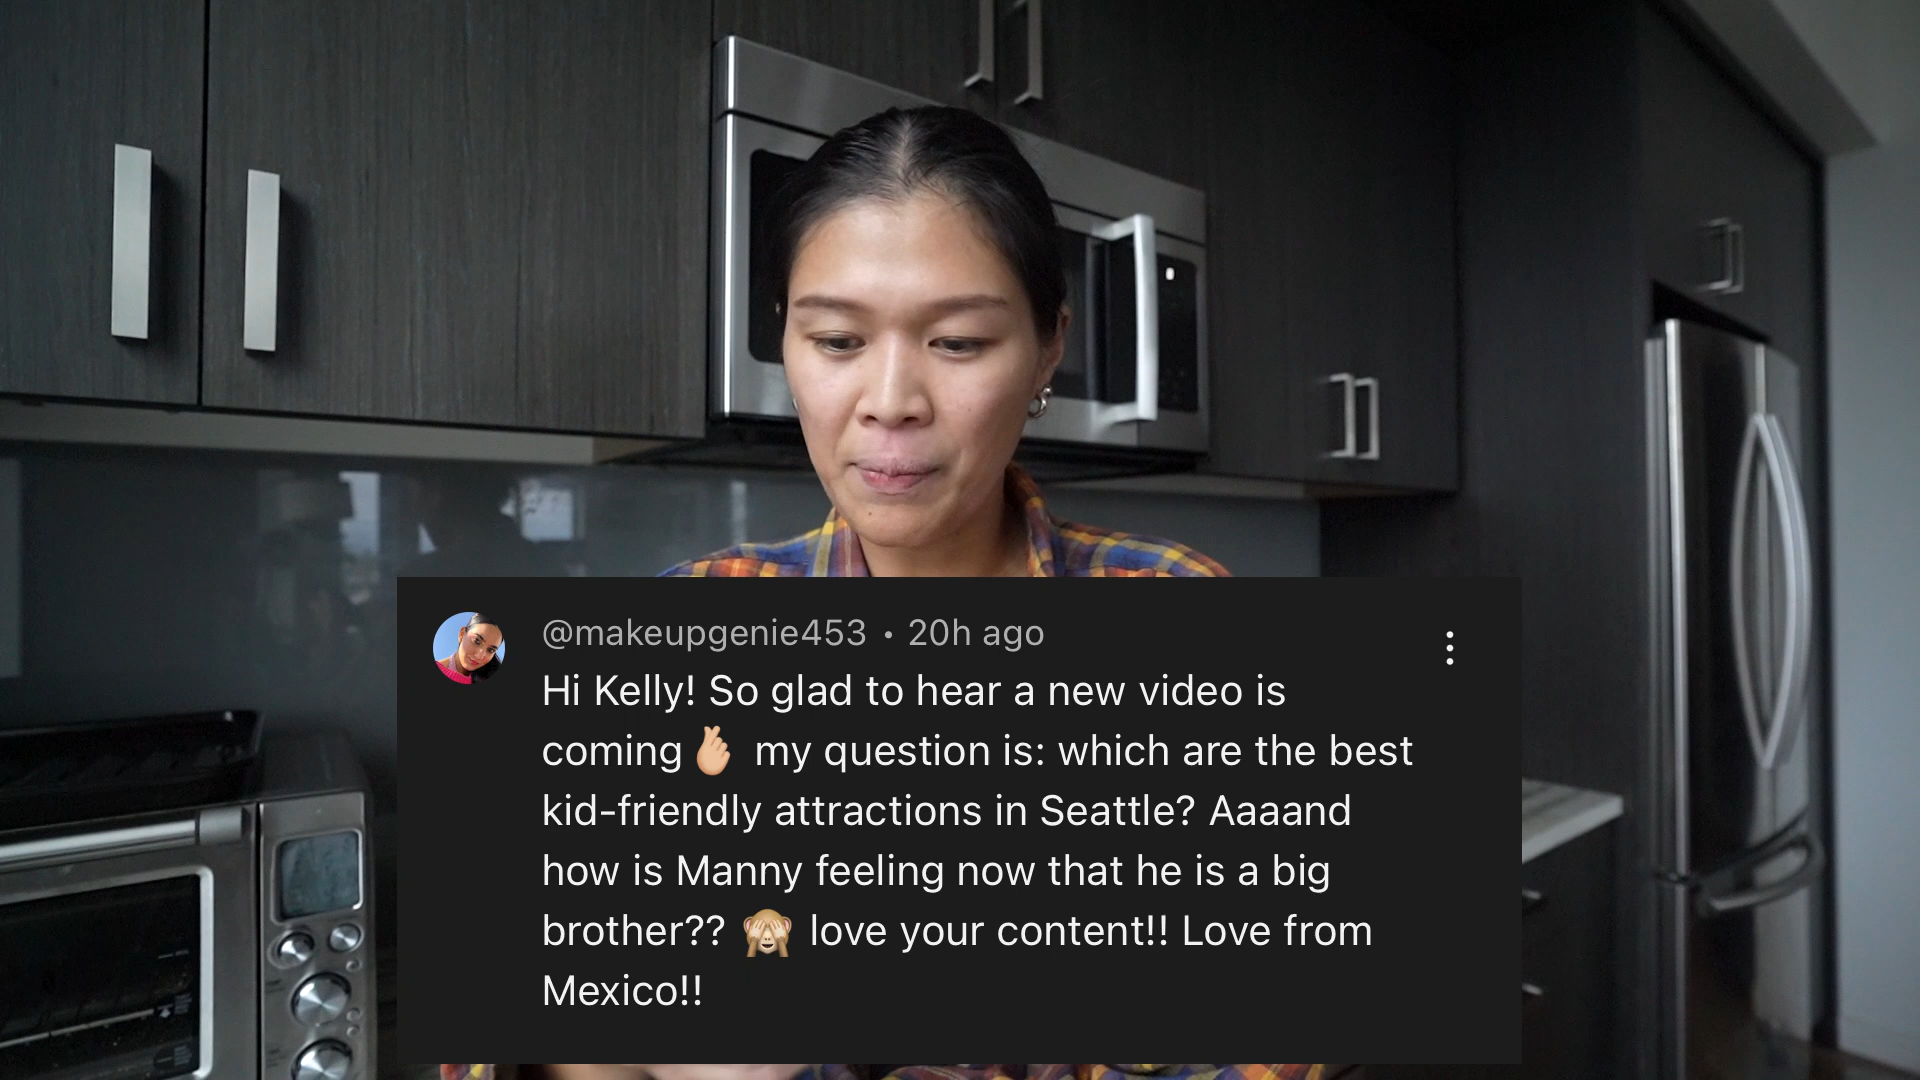 @makeupgenie453 • 20h ago
Hi Kelly! So glad to hear a new video is
coming🫰🏼 my question is: which are the best
kid-friendly attractions in Seattle? Aaaand
how is Manny feeling now that he is a big
brother?? 🙈 love your content!! Love from
Mexico!!